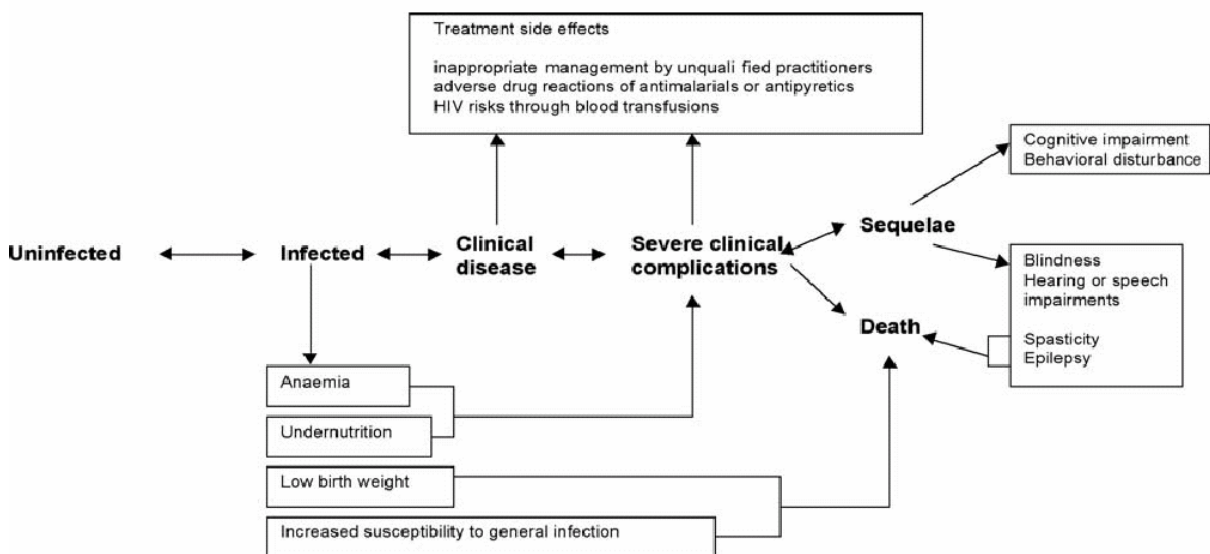 Treatment side effects
inappropriate management by unquali fied practitioners
adverse drug reactions of antimalarials or antipyretics
HIV risks through blood transfusions
Cognitive impairment
Behavioral disturbance
Uninfected
Infected
Clinical
disease
Severe clinical
complications
Sequelae
Blindness
Hearing or speech
impairments
Spasticity
Epilepsy
Death
Anaemia
Undernutrition
Low birth weight
Increased susceptibility to general infection